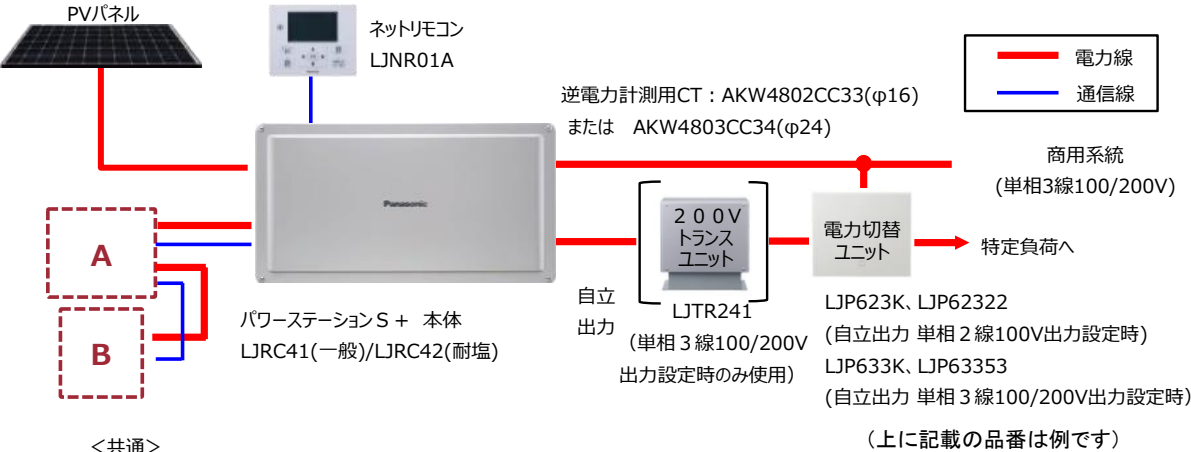 PVパネル
ネットリモコン
LJNR01A
電力線
通信線
逆電力計測用CT：AKW4802CC33(φ16)
または　AKW4803CC34(φ24)
商用系統
(単相3線100/200V)
Panasonic
２００V
トランス
ユニット
電力切替
ユニット
特定負荷へ
A
B
自立
出力
LJTR241
(単相３線100/200V
出力設定時のみ使用)
パワーステーションＳ＋ 本体
LJRC41(一般)/LJRC42(耐塩)
LJP623K、LJP62322
(自立出力 単相２線100V出力設定時)
LJP633K、LJP63353
(自立出力 単相３線100/200V出力設定時)
（上に記載の品番は例です）
＜共通＞